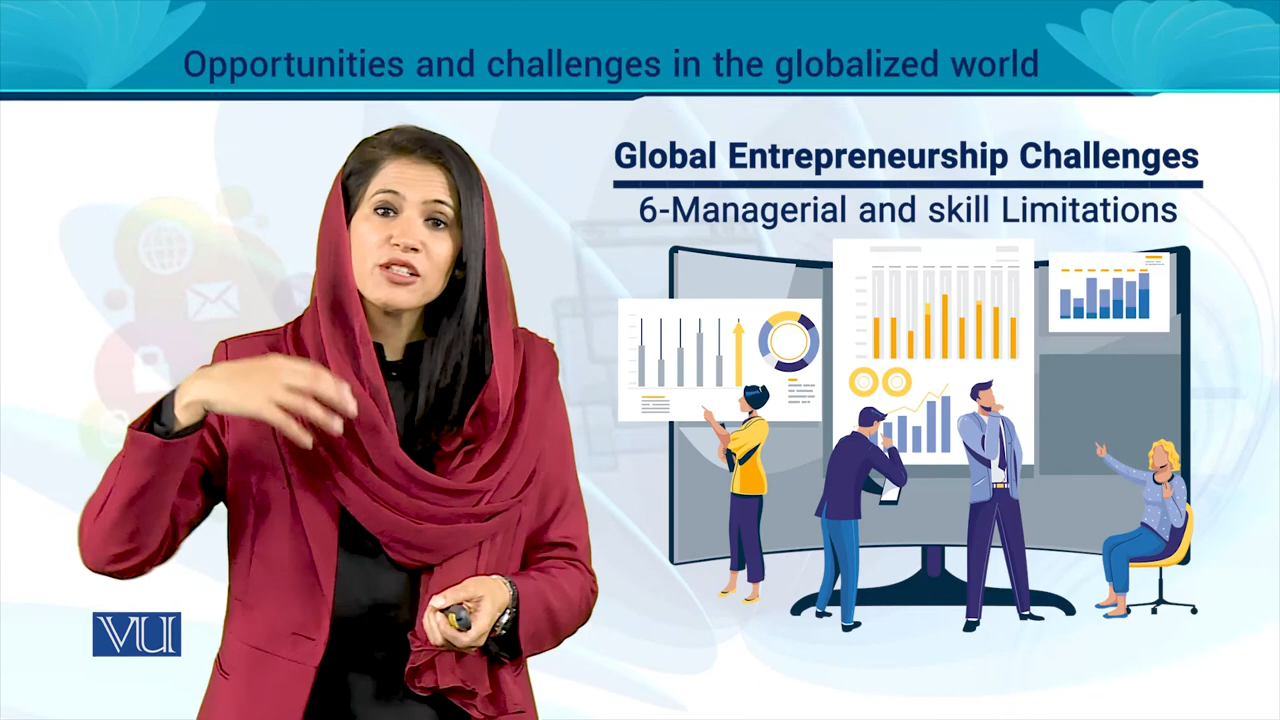 Opportunities and challenges in the globalized world
Global Entrepreneurship Challenges
6-Managerial and skill Limitations
VU